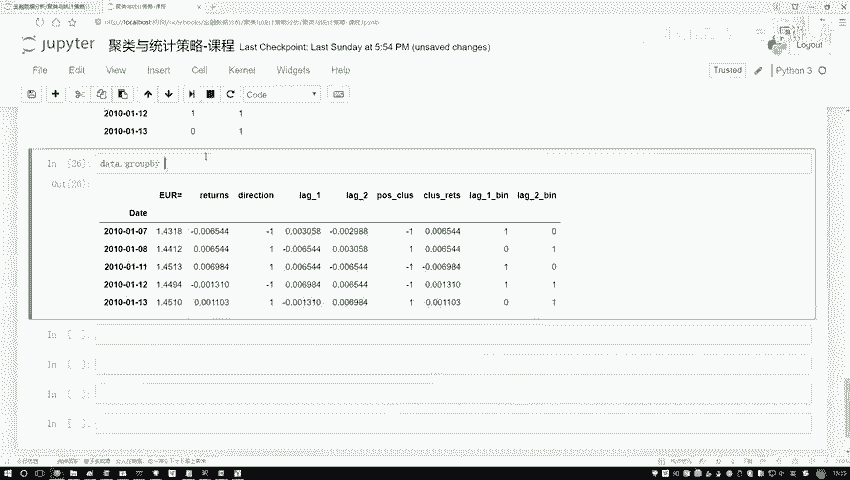 jupyter 聚类与统计策略-课程 Last Checkpoint: Last Sunday at 5:54 PM (unsaved changes)
Logout
File Edit View Insert Cell Kernel Widgets Help
Trusted Python 3
Code
2010-01-12 1 1
2010-01-13 0 1
In [26]: data.groupby
Out[26]:
EUR= returns direction lag_1 lag_2 pos_clus clus_rets lag_1_bin lag_2_bin
Date
2010-01-07 1.4318 -0.006544 -1 0.003058 -0.002988 -1 0.006544 1 0
2010-01-08 1.4412 0.006544 1 -0.006544 0.003058 1 0.006544 0 1
2010-01-11 1.4513 0.006984 1 0.006544 -0.006544 -1 -0.006984 1 0
2010-01-12 1.4494 -0.001310 -1 0.006984 0.006544 -1 0.001310 1 1
2010-01-13 1.4510 0.001103 1 -0.001310 0.006984 1 0.001103 0 1
In [ ]:
In [ ]:
In [ ]:
In [ ]: